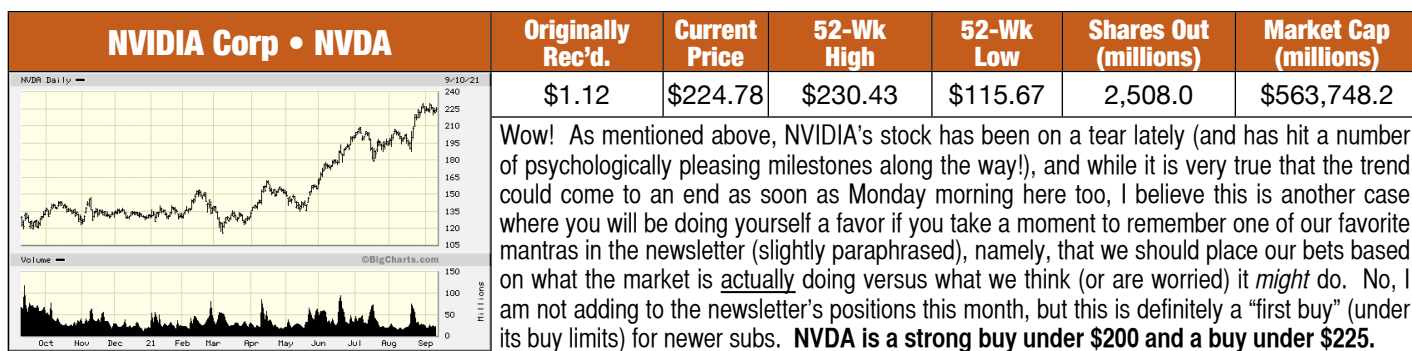 NVIDIA Corp • NVDA
Originally Rec'd.
Current Price
52-Wk High
52-Wk Low
Shares Out (millions)
Market Cap (millions)
$1.12
$224.78
$230.43
$115.67
2,508.0
$563,748.2
NVDA Daily
9/10/21
240
225
210
195
180
165
150
135
120
105
Volume
©BigCharts.com
150
100
50
0
Millions
Oct Nov Dec 21 Feb Mar Apr May Jun Jul Aug Sep
Wow! As mentioned above, NVIDIA's stock has been on a tear lately (and has hit a number
of psychologically pleasing milestones along the way!), and while it is very true that the trend
could come to an end as soon as Monday morning here too, I believe this is another case
where you will be doing yourself a favor if you take a moment to remember one of our favorite
mantras in the newsletter (slightly paraphrased), namely, that we should place our bets based
on what the market is actually doing versus what we think (or are worried) it might do. No, I
am not adding to the newsletter's positions this month, but this is definitely a “first buy” (under
its buy limits) for newer subs. NVDA is a strong buy under $200 and a buy under $225.